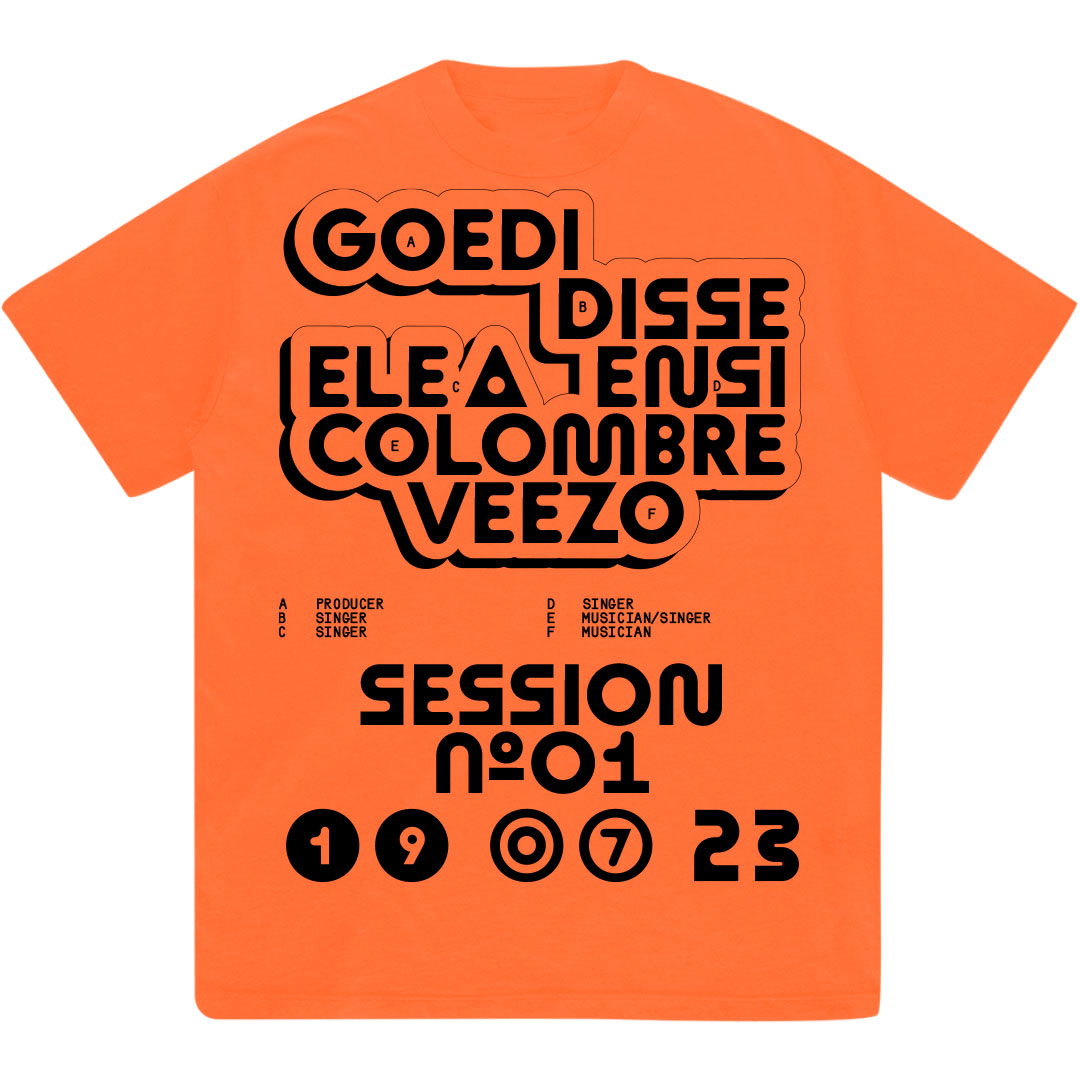 GOEDI
A
DISSE
B
ELEA ENSI
C D
COLOMBRE
E
VEEZO
F
A PRODUCER D SINGER
B SINGER E MUSICIAN/SINGER
C SINGER F MUSICIAN
SESSION
nº01
19 07 23